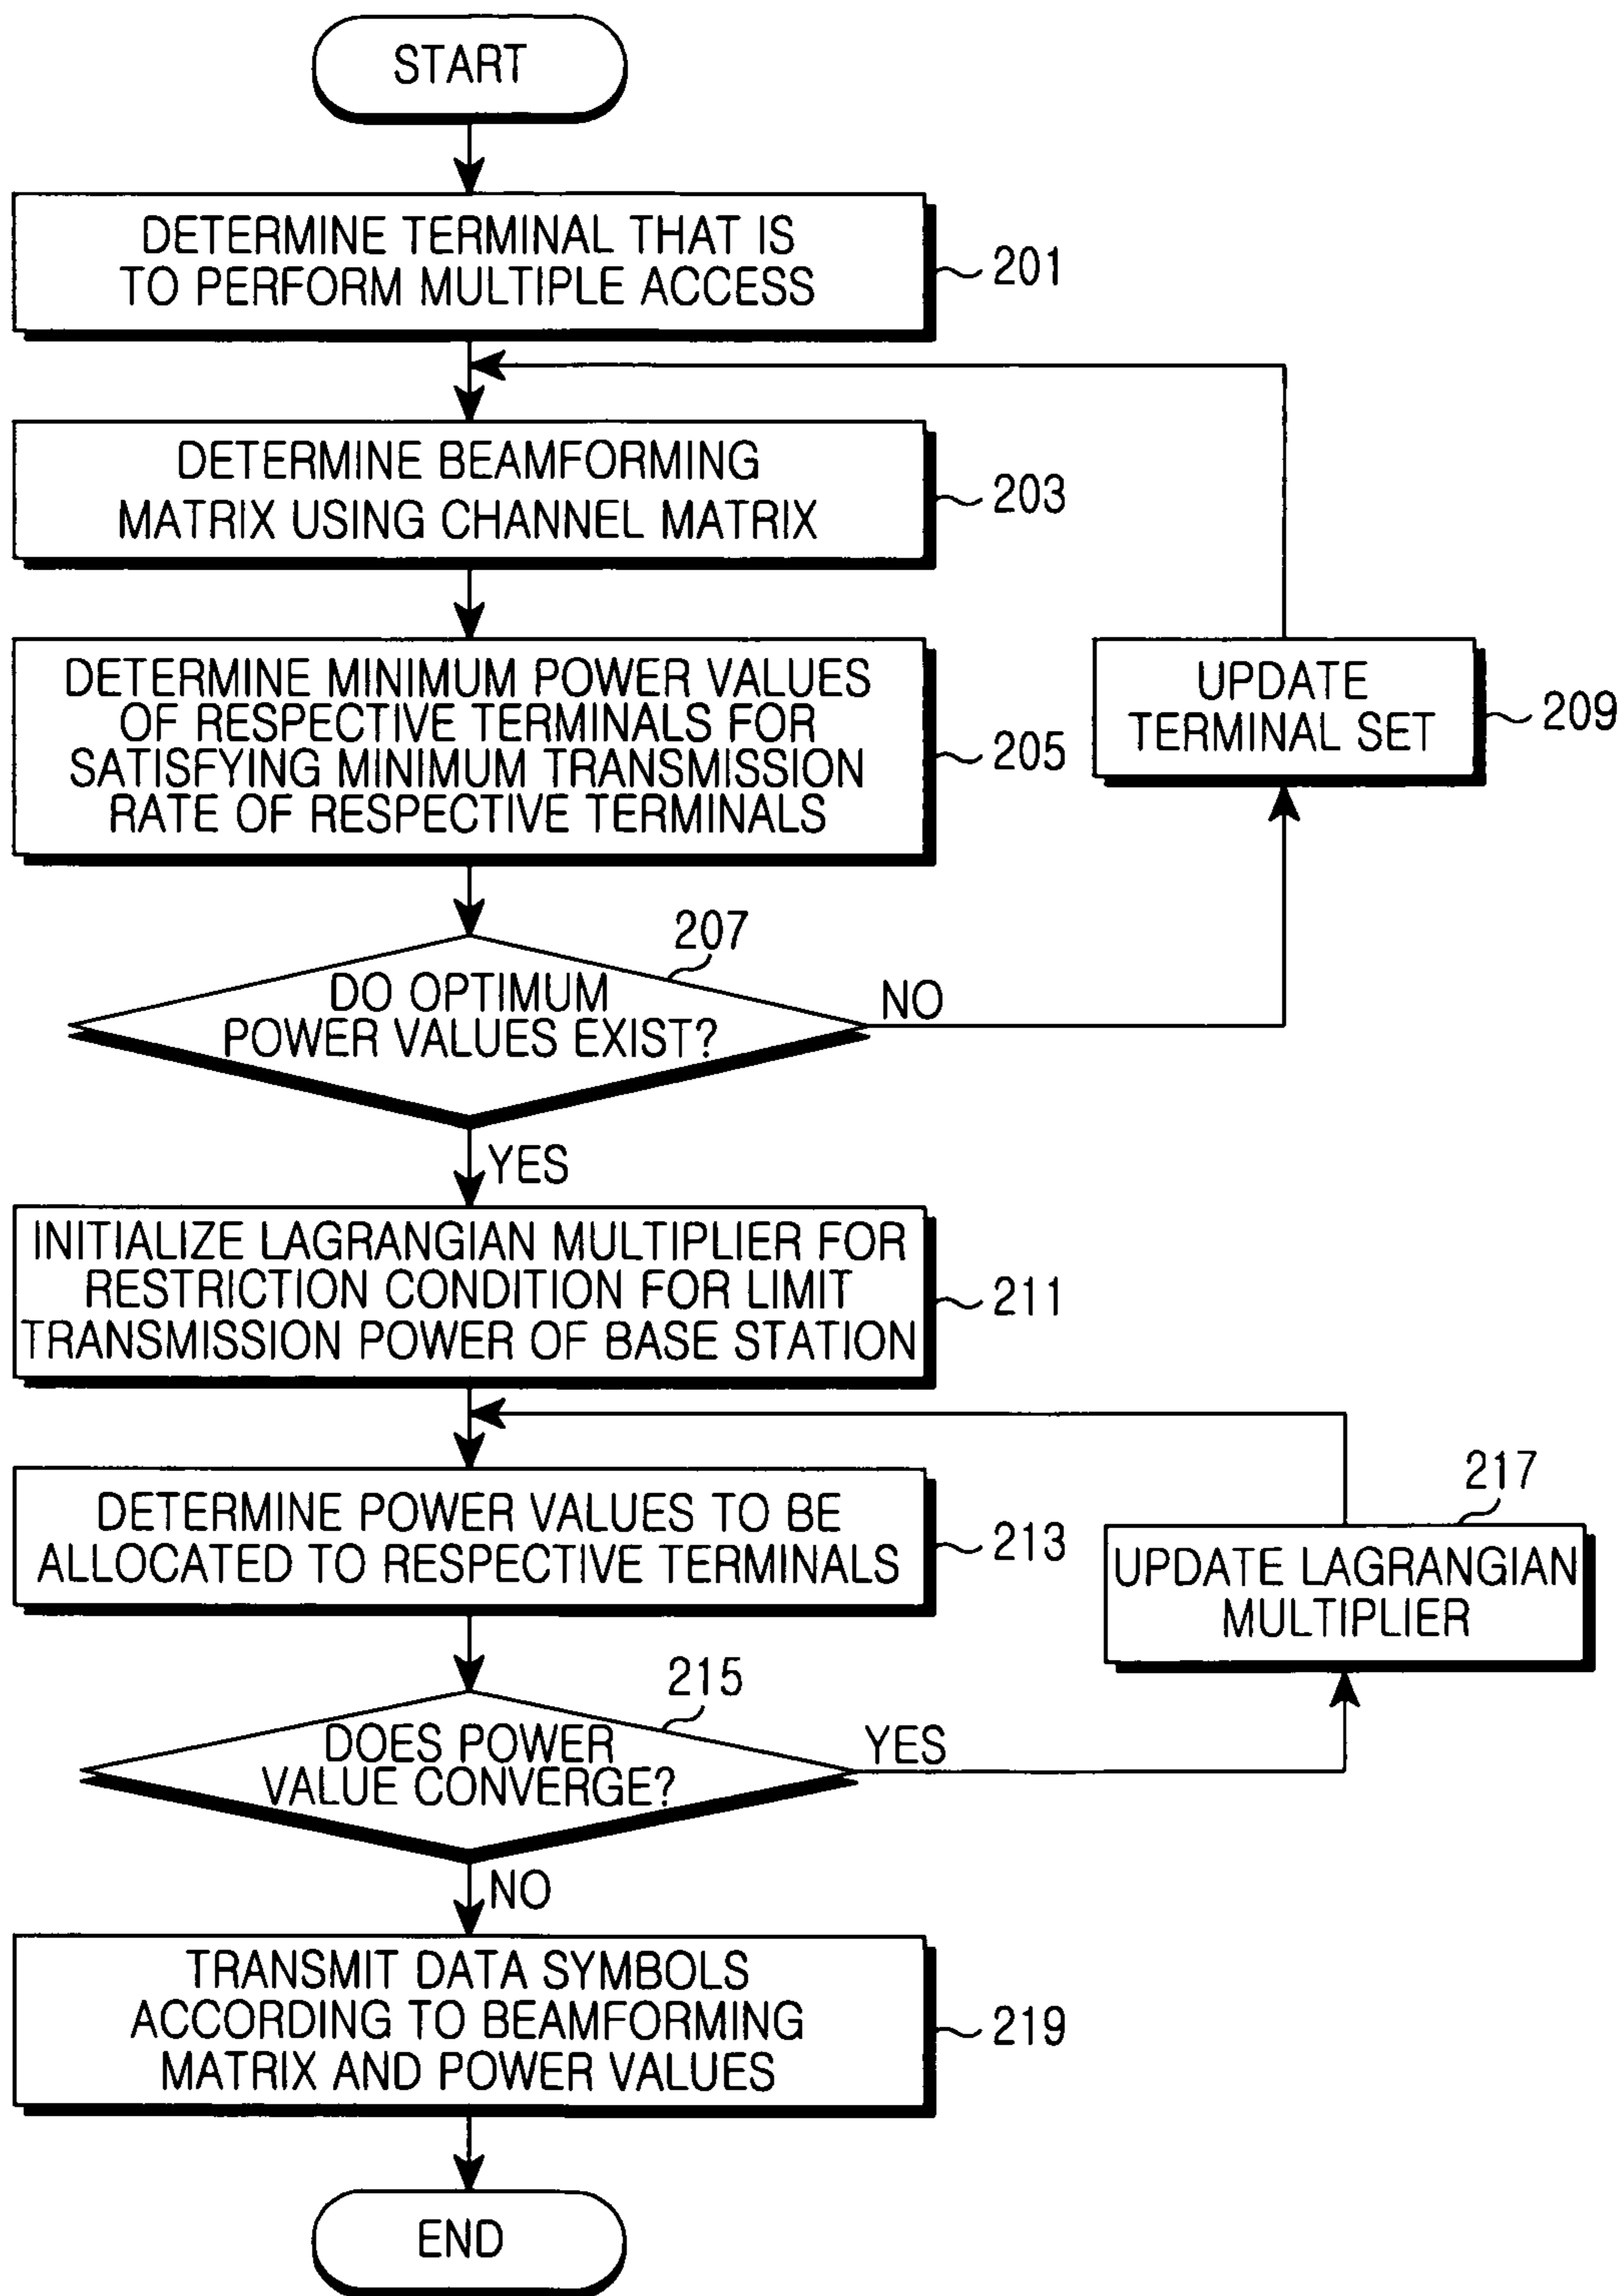 START
DETERMINE TERMINAL THAT IS
TO PERFORM MULTIPLE ACCESS
201
DETERMINE BEAMFORMING
MATRIX USING CHANNEL MATRIX
203
DETERMINE MINIMUM POWER VALUES
OF RESPECTIVE TERMINALS FOR
SATISFYING MINIMUM TRANSMISSION
RATE OF RESPECTIVE TERMINALS
205
UPDATE
TERMINAL SET
209
207
DO OPTIMUM
POWER VALUES EXIST?
NO
YES
INITIALIZE LAGRANGIAN MULTIPLIER FOR
RESTRICTION CONDITION FOR LIMIT
TRANSMISSION POWER OF BASE STATION
211
DETERMINE POWER VALUES TO BE
ALLOCATED TO RESPECTIVE TERMINALS
213
217
UPDATE LAGRANGIAN
MULTIPLIER
215
DOES POWER
VALUE CONVERGE?
YES
NO
TRANSMIT DATA SYMBOLS
ACCORDING TO BEAMFORMING
MATRIX AND POWER VALUES
219
END